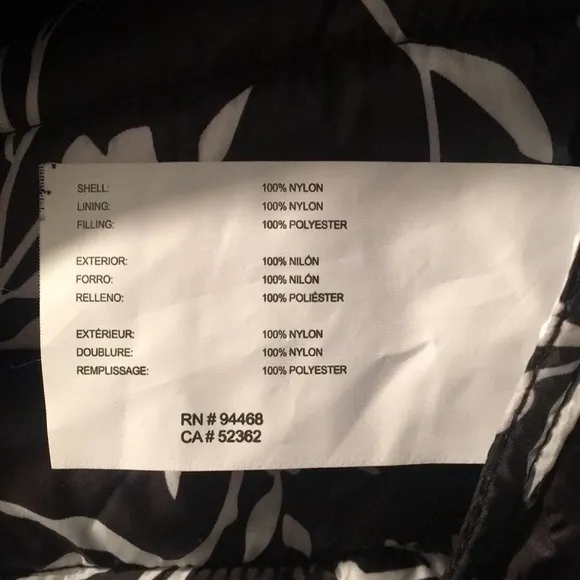 SHELL: 100% NYLON
LINING: 100% NYLON
FILLING: 100% POLYESTER
EXTERIOR: 100% NILÓN
FORRO: 100% NILÓN
RELLENO: 100% POLIÉSTER
EXTÉRIEUR: 100% NYLON
DOUBLURE: 100% NYLON
REMPLISSAGE: 100% POLYESTER
RN # 94468
CA # 52362